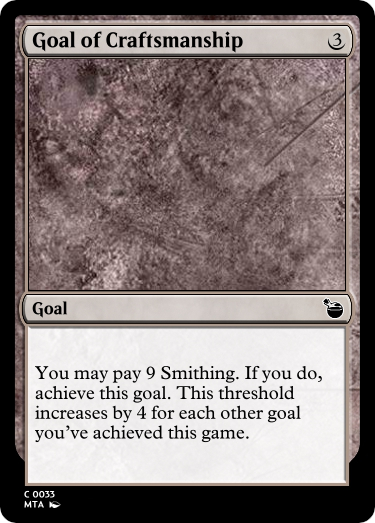 Goal of Craftsmanship 3
Goal
You may pay 9 Smithing. If you do,
achieve this goal. This threshold
increases by 4 for each other goal
you've achieved this game.
C 0033
MTA